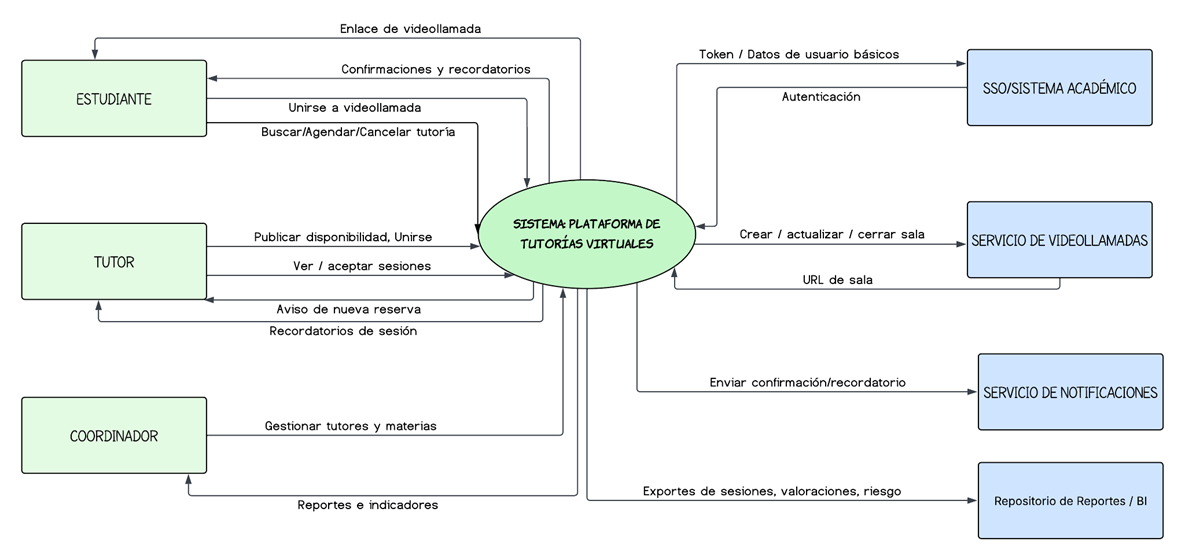 Enlace de videollamada
Confirmaciones y recordatorios
ESTUDIANTE
Unirse a videollamada
Buscar/Agendar/Cancelar tutoría
Token / Datos de usuario básicos
SSO/SISTEMA ACADÉMICO
Autenticación
SISTEMA: PLATAFORMA DE
TUTORÍAS VIRTUALES
TUTOR
Publicar disponibilidad, Unirse
Ver / aceptar sesiones
Aviso de nueva reserva
Recordatorios de sesión
Crear / actualizar / cerrar sala
SERVICIO DE VIDEOLLAMADAS
URL de sala
Enviar confirmación/recordatorio
SERVICIO DE NOTIFICACIONES
COORDINADOR
Gestionar tutores y materias
Reportes e indicadores
Exportes de sesiones, valoraciones, riesgo
Repositorio de Reportes / BI